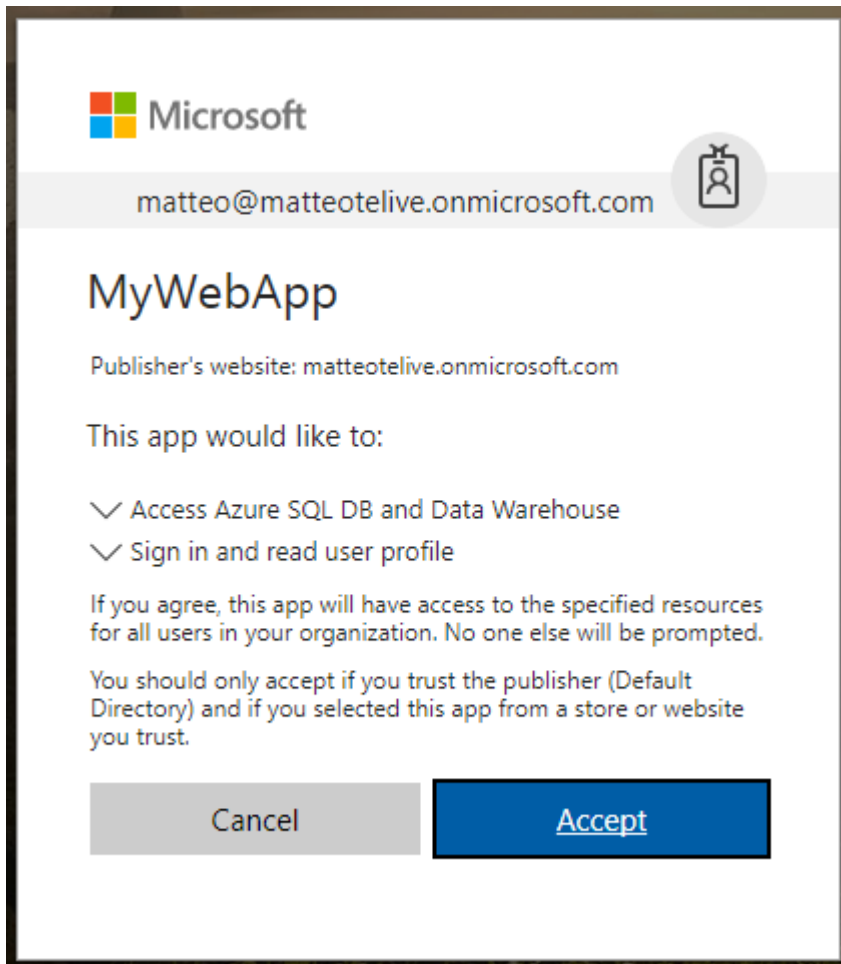 Microsoft
matteo@matteotelive.onmicrosoft.com
MyWebApp
Publisher's website: matteotelive.onmicrosoft.com
This app would like to:
Access Azure SQL DB and Data Warehouse
Sign in and read user profile
If you agree, this app will have access to the specified resources
for all users in your organization. No one else will be prompted.
You should only accept if you trust the publisher (Default
Directory) and if you selected this app from a store or website
you trust.
Cancel
Accept